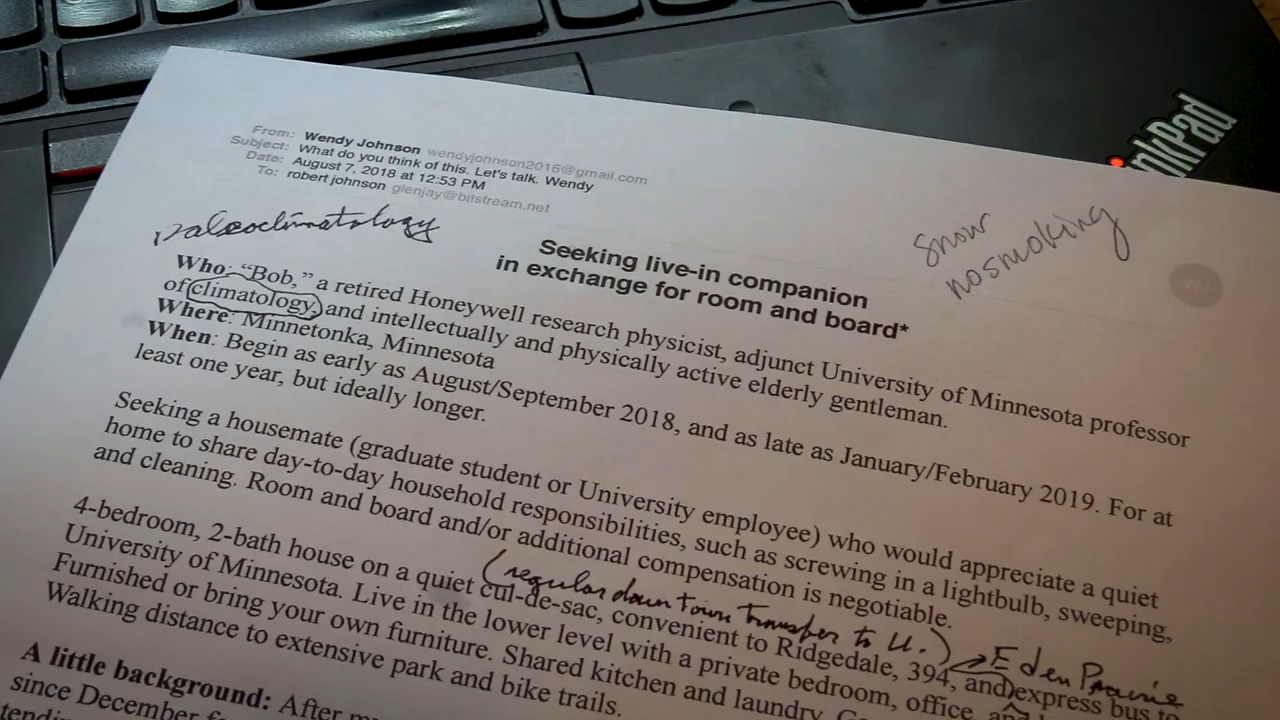 ThinkPad
From: Wendy Johnson wendyjohnson2016@gmail.com
Subject: What do you think of this. Let's talk. Wendy
Date: August 7, 2018 at 12:53 PM
To: robert johnson glenjay@bitstream.net
WJ
paleoclimatology
Snow
nosmoking
Seeking live-in companion
in exchange for room and board*
Who: “Bob,” a retired Honeywell research physicist, adjunct University of Minnesota professor
of climatology, and intellectually and physically active elderly gentleman.
Where: Minnetonka, Minnesota
When: Begin as early as August/September 2018, and as late as January/February 2019. For at
least one year, but ideally longer.
Seeking a housemate (graduate student or University employee) who would appreciate a quiet
home to share day-to-day household responsibilities, such as screwing in a lightbulb, sweeping,
and cleaning. Room and board and/or additional compensation is negotiable.
(regular down town transfer to U.) Eden Prairie
4-bedroom, 2-bath house on a quiet cul-de-sac, convenient to Ridgedale, 394, and express bus to
University of Minnesota. Live in the lower level with a private bedroom, office, and
Furnished or bring your own furniture. Shared kitchen and laundry.
Walking distance to extensive park and bike trails.
A little background: After
since December